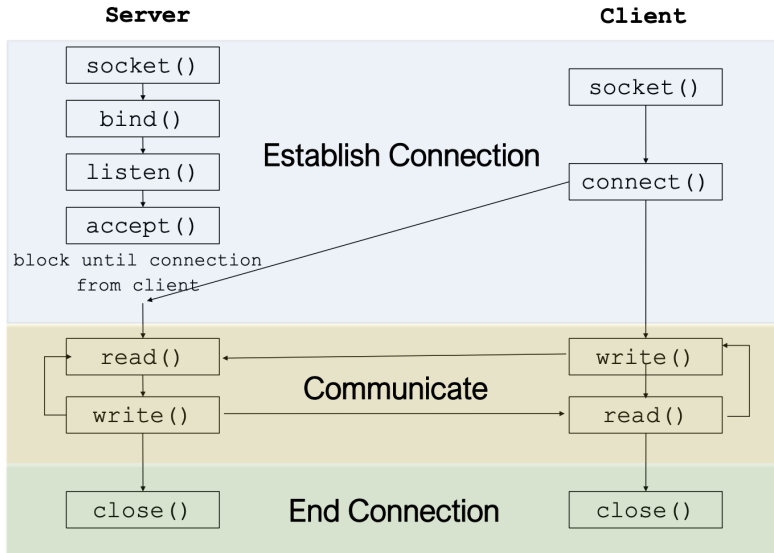 Server
Client
socket()
socket()
bind()
Establish Connection
listen()
connect()
accept()
block until connection
from client
read()
write()
Communicate
write()
read()
close()
End Connection
close()